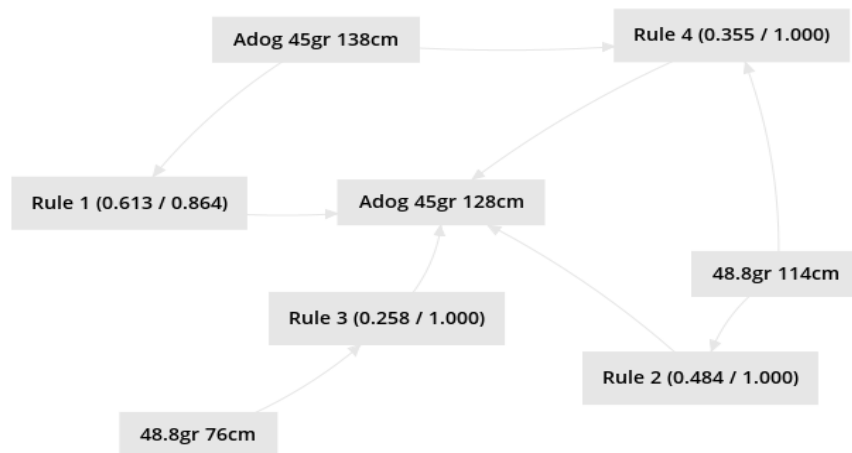 Adog 45gr 138cm
Rule 4 (0.355 / 1.000)
Rule 1 (0.613 / 0.864)
Adog 45gr 128cm
48.8gr 114cm
Rule 3 (0.258 / 1.000)
Rule 2 (0.484 / 1.000)
48.8gr 76cm